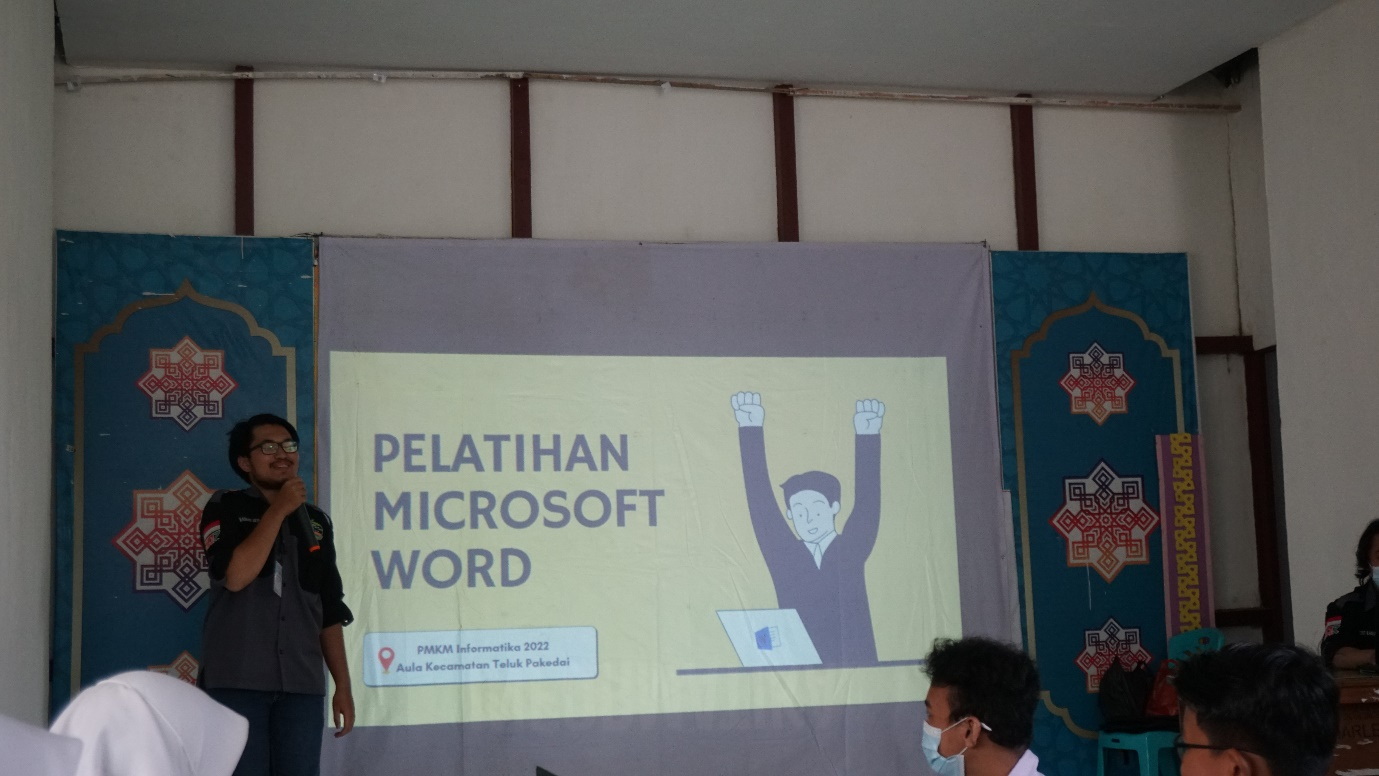 PELATIHAN
MICROSOFT
WORD
PMKM Informatika 2022
Aula Kecamatan Teluk Pakedai